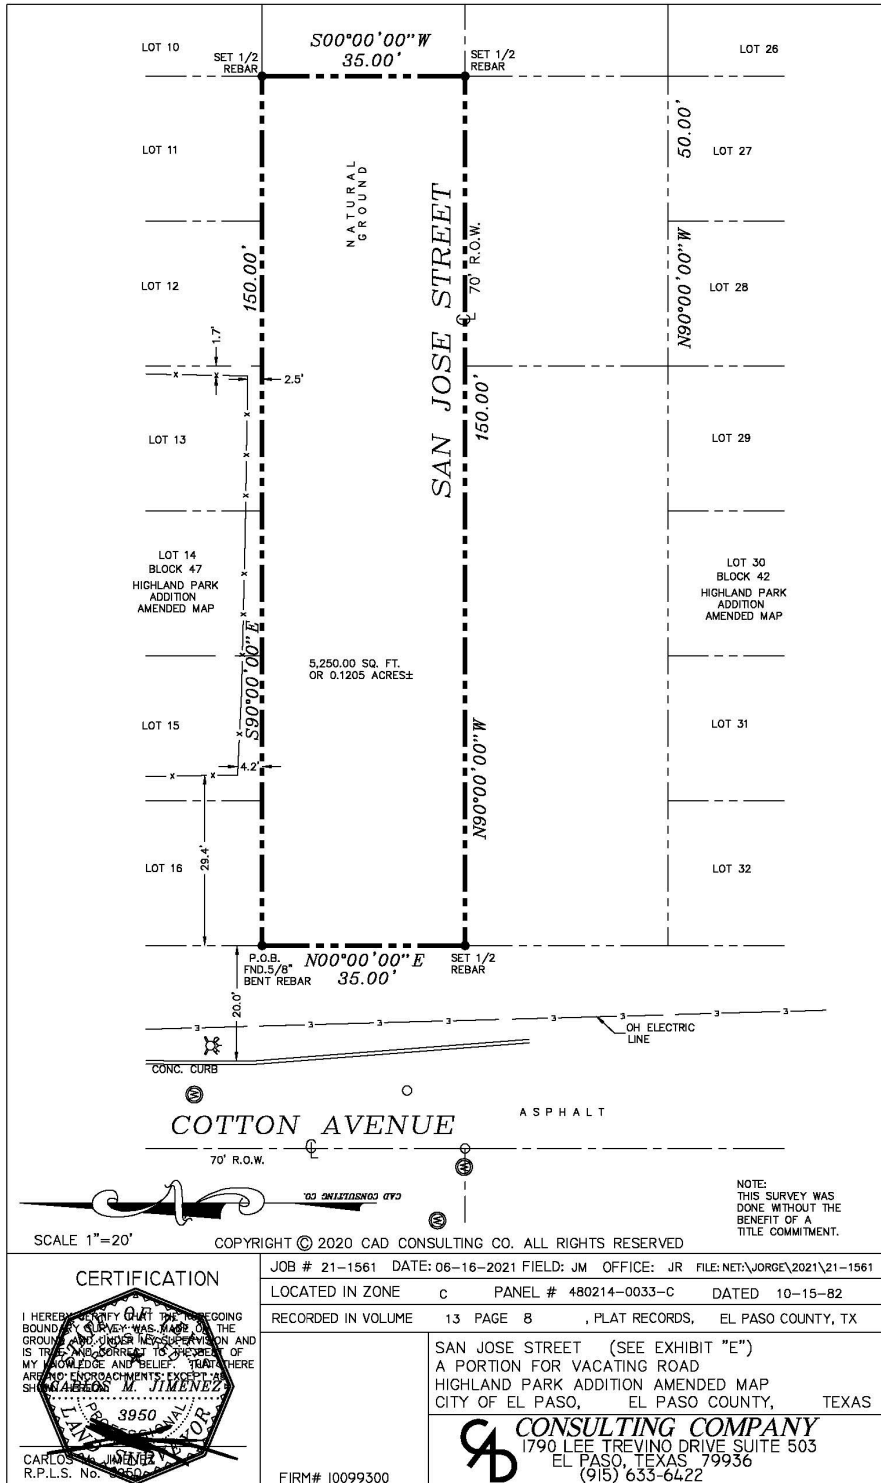 LOT 10
SET 1/2
REBAR
S00°00'00"W
35.00'
SET 1/2
REBAR
LOT 26
LOT 11
NATURAL
GROUND
50.00'
LOT 27
LOT 12
150.00'
SAN JOSE STREET
70' R.O.W.
N90°00'00"W
LOT 28
1.7'
2.5'
150.00'
LOT 13
LOT 29
LOT 14
BLOCK 47
HIGHLAND PARK
ADDITION
AMENDED MAP
LOT 30
BLOCK 42
HIGHLAND PARK
ADDITION
AMENDED MAP
S90°00'00"E
5,250.00 SQ. FT.
OR 0.1205 ACRES±
LOT 15
N90°00'00"W
LOT 31
4.2'
29.4'
LOT 16
LOT 32
P.O.B.
FND.5/8"
BENT REBAR
N00°00'00"E
35.00'
SET 1/2
REBAR
20.0'
OH ELECTRIC
LINE
CONC. CURB
COTTON AVENUE
ASPHALT
70' R.O.W.
CAD CONSULTING CO.
NOTE:
THIS SURVEY WAS
DONE WITHOUT THE
BENEFIT OF A
TITLE COMMITMENT.
SCALE 1"=20'
COPYRIGHT © 2020 CAD CONSULTING CO. ALL RIGHTS RESERVED
CERTIFICATION
I HEREBY CERTIFY THAT THE FOREGOING
BOUNDARY SURVEY WAS MADE ON THE
GROUND AND UNDER MY SUPERVISION AND
IS TRUE AND CORRECT TO THE BEST OF
MY KNOWLEDGE AND BELIEF. THAT THERE
ARE NO ENCROACHMENTS EXCEPT AS
STATE OF
REGISTERED
CARLOS M. JIMENEZ
3950
PROFESSIONAL
LAND SURVEYOR
CARLOS M. JIMENEZ
R.P.L.S. No. 3950
JOB # 21-1561 DATE: 06-16-2021 FIELD: JM OFFICE: JR FILE: NET:\JORGE\2021\21-1561
LOCATED IN ZONE C PANEL # 480214-0033-C DATED 10-15-82
RECORDED IN VOLUME 13 PAGE 8 , PLAT RECORDS, EL PASO COUNTY, TX
SAN JOSE STREET (SEE EXHIBIT "E")
A PORTION FOR VACATING ROAD
HIGHLAND PARK ADDITION AMENDED MAP
CITY OF EL PASO, EL PASO COUNTY, TEXAS
CAD CONSULTING COMPANY
1790 LEE TREVINO DRIVE SUITE 503
EL PASO, TEXAS 79936
(915) 633-6422
FIRM# 10099300